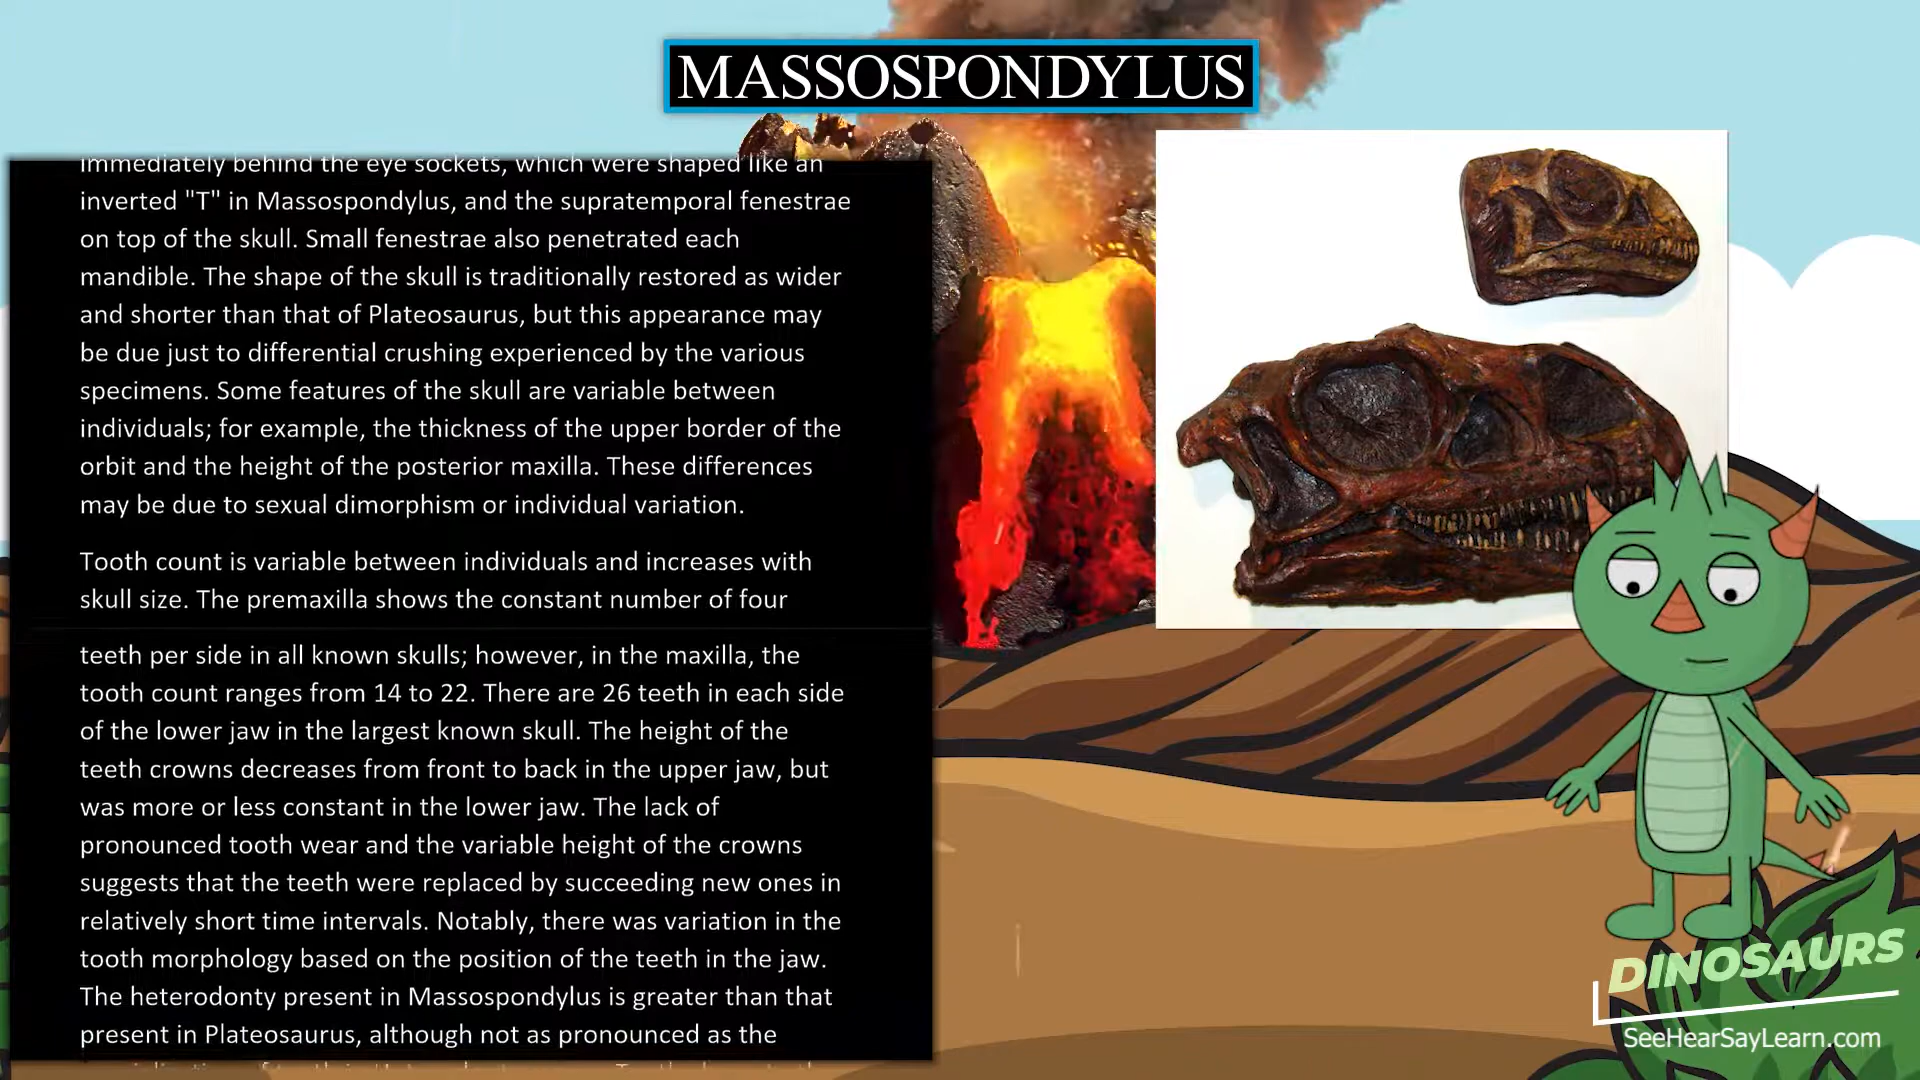 MASSOSPONDYLUS
immediately behind the eye sockets, which were shaped like an
inverted "T" in Massospondylus, and the supratemporal fenestrae
on top of the skull. Small fenestrae also penetrated each
mandible. The shape of the skull is traditionally restored as wider
and shorter than that of Plateosaurus, but this appearance may
be due just to differential crushing experienced by the various
specimens. Some features of the skull are variable between
individuals; for example, the thickness of the upper border of the
orbit and the height of the posterior maxilla. These differences
may be due to sexual dimorphism or individual variation.
Tooth count is variable between individuals and increases with
skull size. The premaxilla shows the constant number of four
teeth per side in all known skulls; however, in the maxilla, the
tooth count ranges from 14 to 22. There are 26 teeth in each side
of the lower jaw in the largest known skull. The height of the
teeth crowns decreases from front to back in the upper jaw, but
was more or less constant in the lower jaw. The lack of
pronounced tooth wear and the variable height of the crowns
suggests that the teeth were replaced by succeeding new ones in
relatively short time intervals. Notably, there was variation in the
tooth morphology based on the position of the teeth in the jaw.
The heterodonty present in Massospondylus is greater than that
present in Plateosaurus, although not as pronounced as the
DINOSAURS
SeeHearSayLearn.com